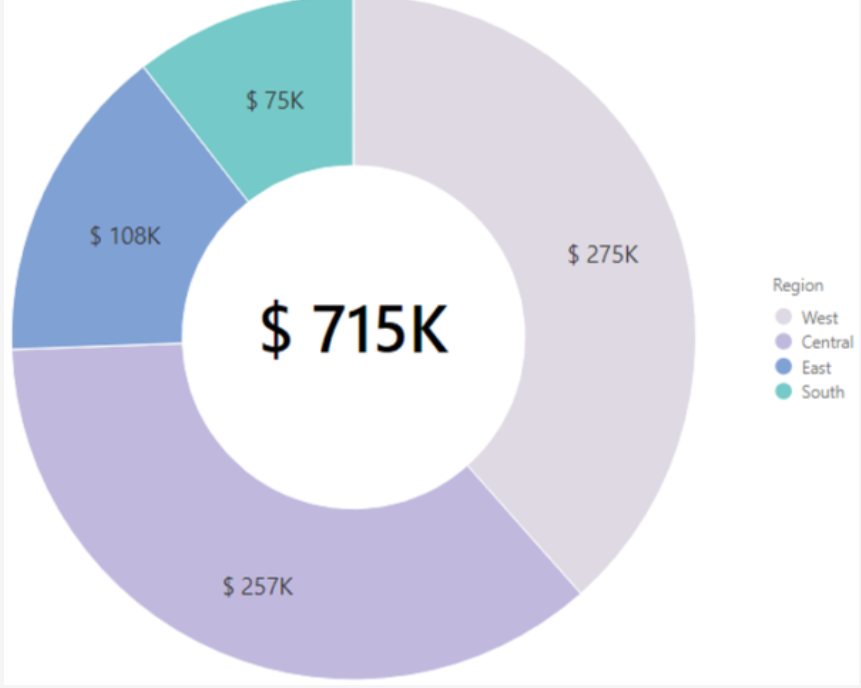 $ 75K
$ 108K
$ 275K
$ 715K
$ 257K
Region
West
Central
East
South